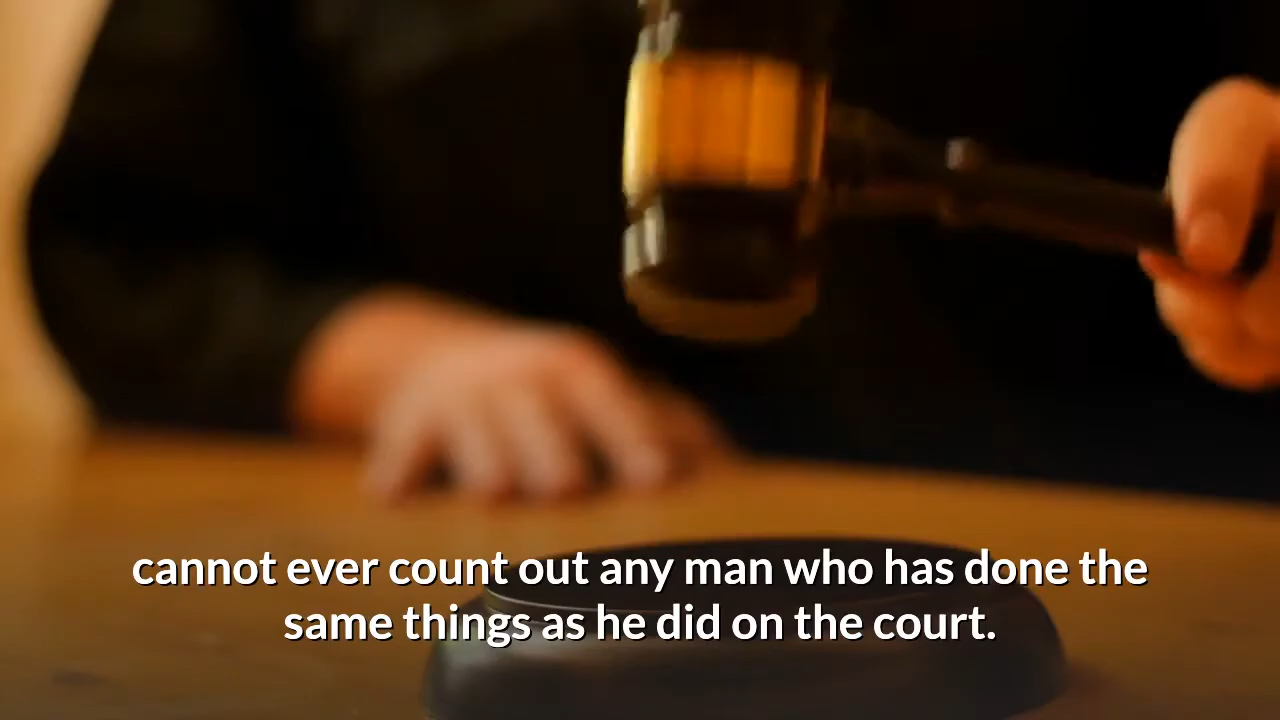 cannot ever count out any man who has done the
same things as he did on the court.